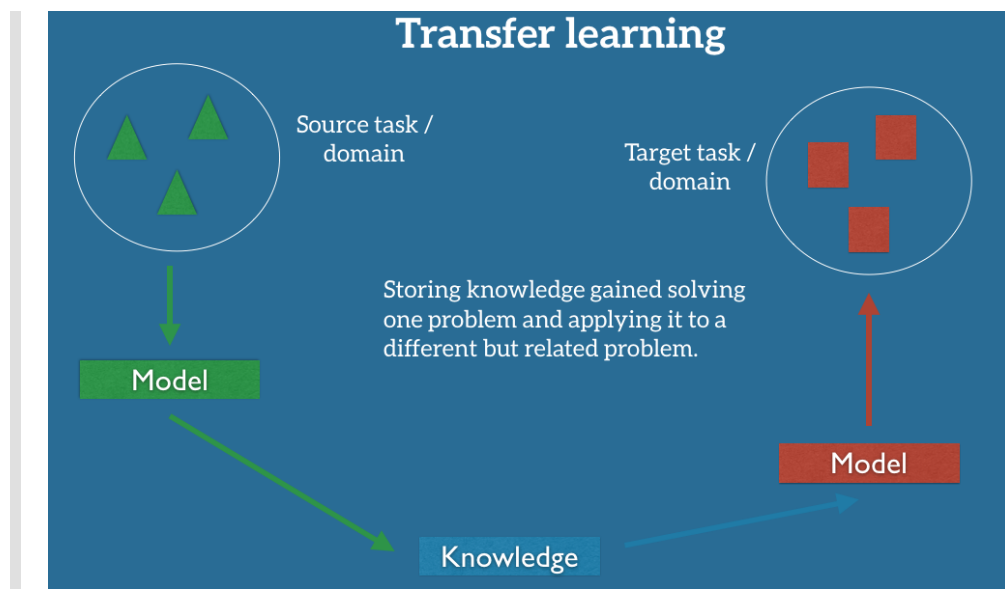 Transfer learning
Source task /
domain
Target task /
domain
Storing knowledge gained solving
one problem and applying it to a
different but related problem.
Model
Model
Knowledge